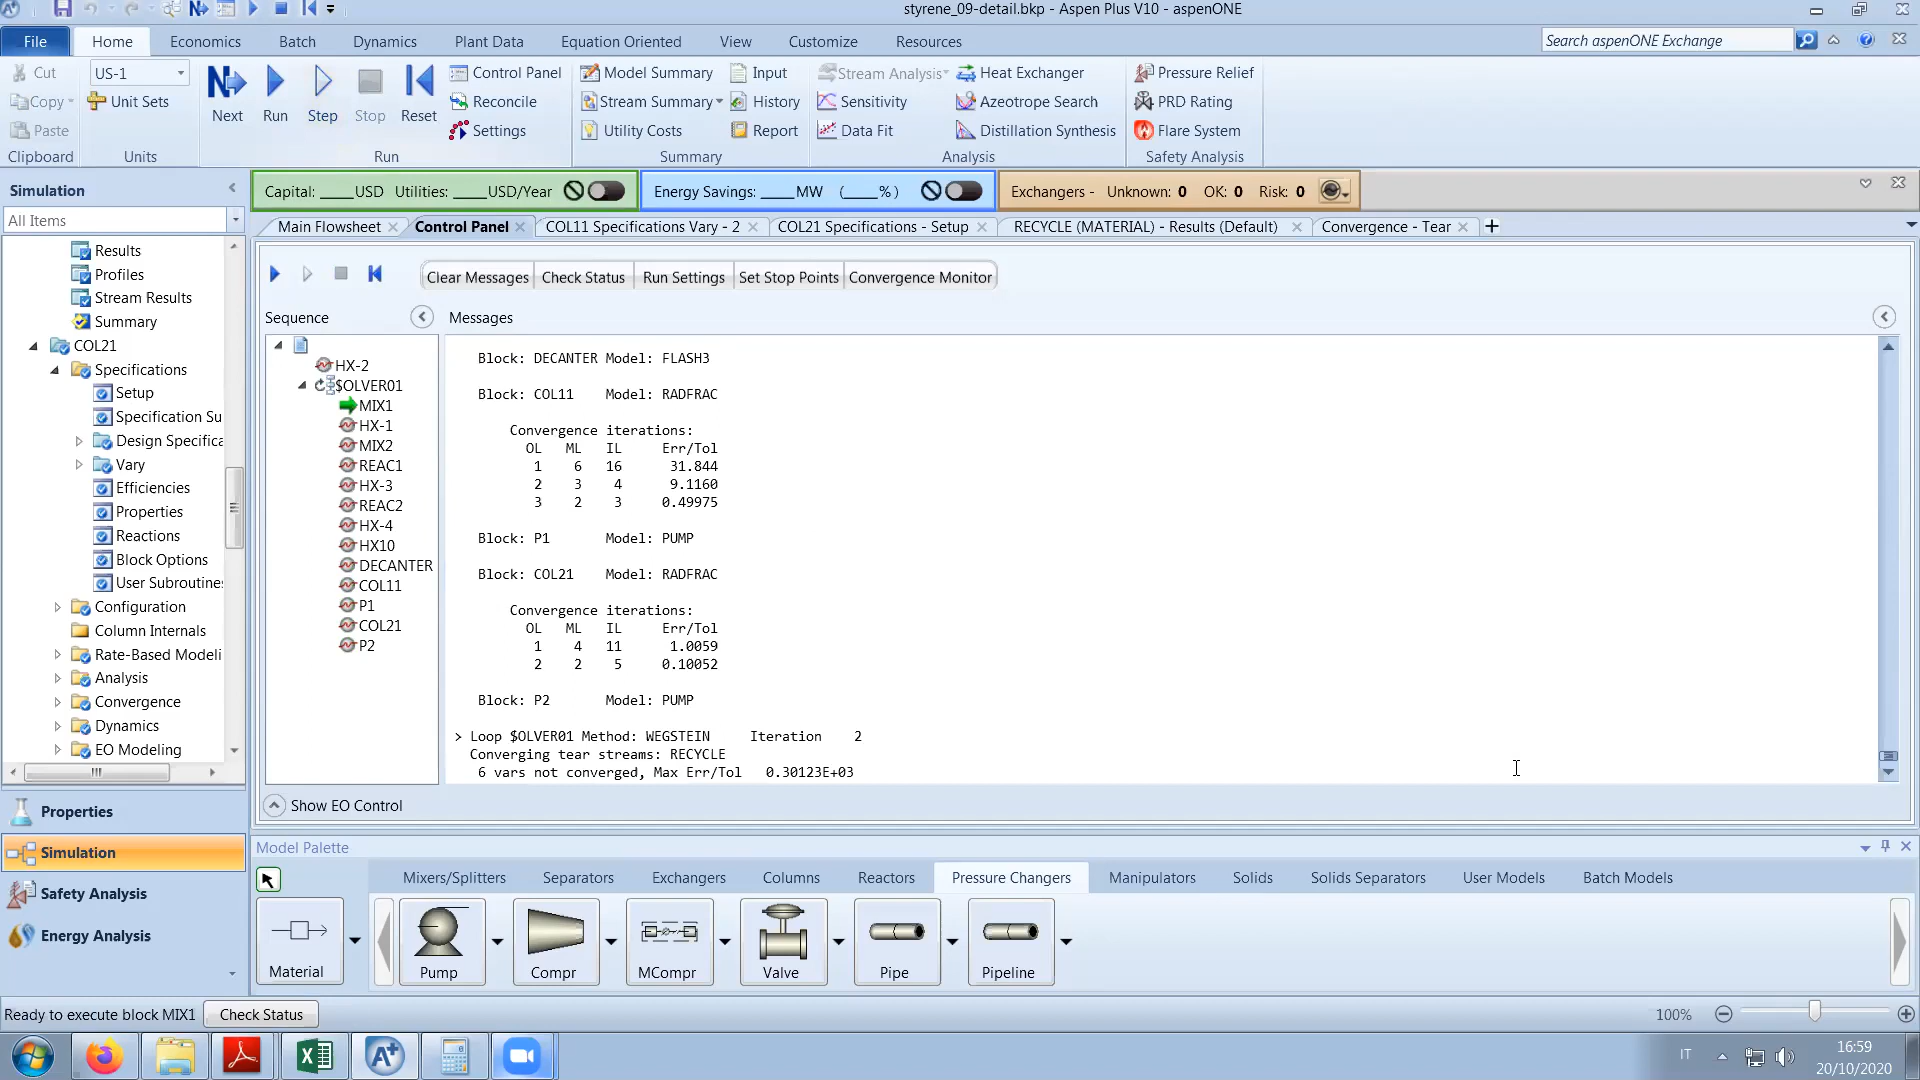 styrene_09-detail.bkp - Aspen Plus V10 - aspenONE
File Home Economics Batch Dynamics Plant Data Equation Oriented View Customize Resources Search aspenONE Exchange
Cut US-1 Control Panel Model Summary Input Stream Analysis Heat Exchanger Pressure Relief
Copy Unit Sets Reconcile Stream Summary History Sensitivity Azeotrope Search PRD Rating
Next Run Step Stop Reset
Paste Settings Utility Costs Report Data Fit Distillation Synthesis Flare System
Clipboard Units Run Summary Analysis Safety Analysis
Simulation
Capital: ____USD Utilities: ____USD/Year Energy Savings: ____MW (____%) Exchangers - Unknown: 0 OK: 0 Risk: 0
All Items
Main Flowsheet Control Panel COL11 Specifications Vary - 2 COL21 Specifications - Setup RECYCLE (MATERIAL) - Results (Default) Convergence - Tear
Results
Profiles
Stream Results
Summary
COL21
Specifications
Setup
Specification Su
Design Specifica
Vary
Efficiencies
Properties
Reactions
Block Options
User Subroutine
Configuration
Column Internals
Rate-Based Modeli
Analysis
Convergence
Dynamics
EO Modeling
Properties
Simulation
Safety Analysis
Energy Analysis
Clear Messages Check Status Run Settings Set Stop Points Convergence Monitor
Sequence
HX-2
$OLVER01
MIX1
HX-1
MIX2
REAC1
HX-3
REAC2
HX-4
HX10
DECANTER
COL11
P1
COL21
P2
Messages
Block: DECANTER Model: FLASH3
Block: COL11 Model: RADFRAC
Convergence iterations:
OL ML IL Err/Tol
1 6 16 31.844
2 3 4 9.1160
3 2 3 0.49975
Block: P1 Model: PUMP
Block: COL21 Model: RADFRAC
Convergence iterations:
OL ML IL Err/Tol
1 4 11 1.0059
2 2 5 0.10052
Block: P2 Model: PUMP
> Loop $OLVER01 Method: WEGSTEIN Iteration 2
Converging tear streams: RECYCLE
6 vars not converged, Max Err/Tol 0.30123E+03
Show EO Control
Model Palette
Mixers/Splitters Separators Exchangers Columns Reactors Pressure Changers Manipulators Solids Solids Separators User Models Batch Models
Material Pump Compr MCompr Valve Pipe Pipeline
Ready to execute block MIX1 Check Status 100%
IT 16:59
20/10/2020